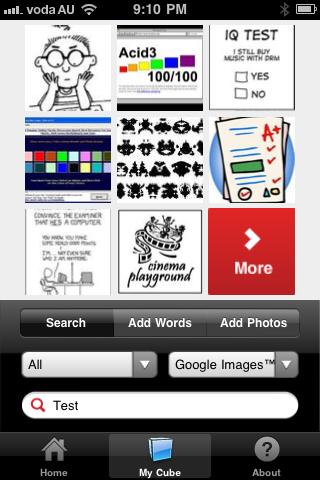 voda AU 9:10 PM
Acid3
100/100
IQ TEST
I STILL BUY
MUSIC WITH DRM
YES
NO
A+
CONVINCE THE EXAMINER
THAT HE'S A COMPUTER.
YOU KNOW, YOU MAKE
SOME REALLY GOOD POINTS.
I'M... NOT EVEN SURE
WHO I AM ANYMORE.
cinema
playground
More
Search Add Words Add Photos
All Google Images™
Test
Home My Cube About
?